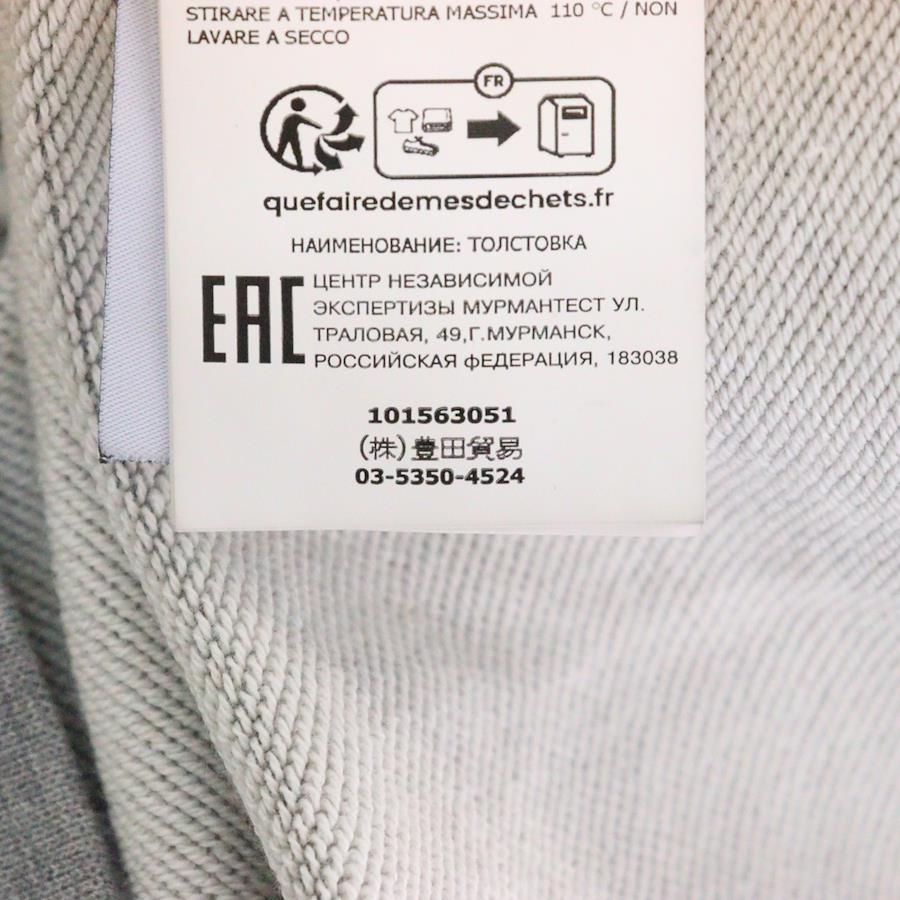 STIRARE A TEMPERATURA MASSIMA 110 °C / NON
LAVARE A SECCO
FR
quefairedemesdechets.fr
НАИМЕНОВАНИЕ: ТОЛСТОВКА
EAC
ЦЕНТР НЕЗАВИСИМОЙ
ЭКСПЕРТИЗЫ МУРМАНТЕСТ УЛ.
ТРАЛОВАЯ, 49,Г.МУРМАНСК,
РОССИЙСКАЯ фЕДЕРАЦИЯ, 183038
101563051
(株)豊田貿易
03-5350-4524